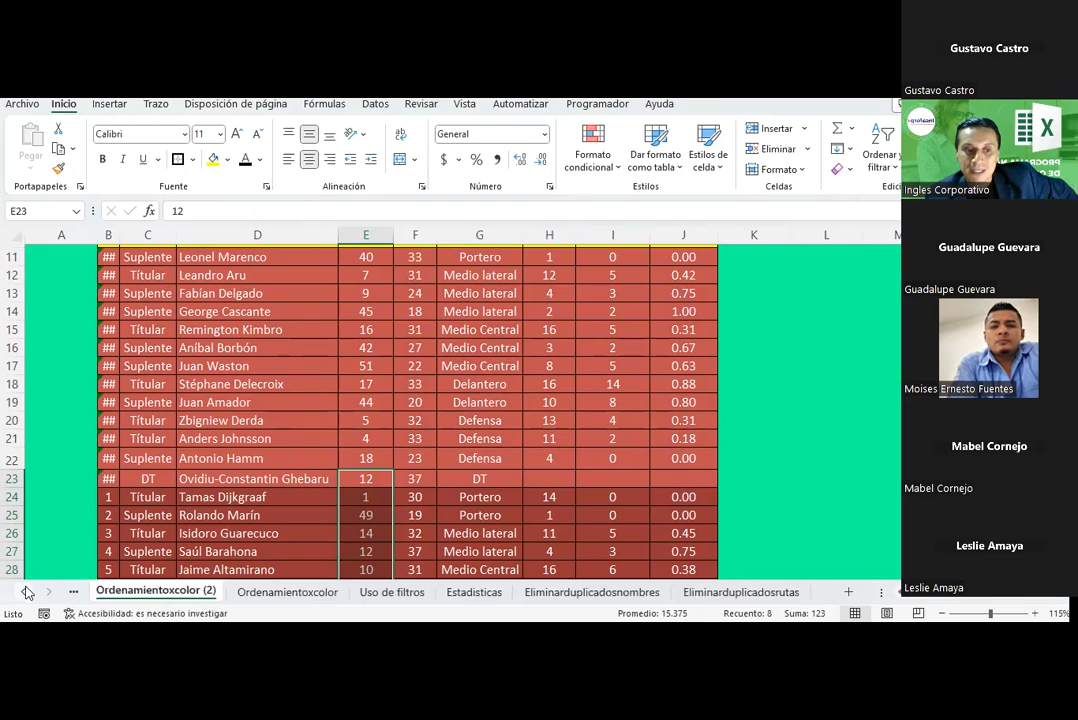 Archivo Inicio Insertar Trazo Disposición de página Fórmulas Datos Revisar Vista Automatizar Programador Ayuda
Pegar
Calibri 11
General
Formato condicional
Dar formato como tabla
Estilos de celda
Insertar
Eliminar
Formato
Ordenar filtrar
Portapapeles Fuente Alineación Número Estilos Celdas
E23 fx 12
A B C D E F G H I J K L M
11 ## Suplente Leonel Marenco 40 33 Portero 1 0 0.00
12 ## Títular Leandro Aru 7 31 Medio lateral 12 5 0.42
13 ## Suplente Fabían Delgado 9 24 Medio lateral 4 3 0.75
14 ## Suplente George Cascante 45 18 Medio lateral 2 2 1.00
15 ## Títular Remington Kimbro 16 31 Medio Central 16 5 0.31
16 ## Suplente Aníbal Borbón 42 27 Medio Central 3 2 0.67
17 ## Suplente Juan Waston 51 22 Medio Central 8 5 0.63
18 ## Títular Stéphane Delecroix 17 33 Delantero 16 14 0.88
19 ## Suplente Juan Amador 44 20 Delantero 10 8 0.80
20 ## Títular Zbigniew Derda 5 32 Defensa 13 4 0.31
21 ## Títular Anders Johnsson 4 33 Defensa 11 2 0.18
22 ## Suplente Antonio Hamm 18 23 Defensa 4 0 0.00
23 ## DT Ovidiu-Constantin Ghebaru 12 37 DT
24 1 Títular Tamas Dijkgraaf 1 30 Portero 14 0 0.00
25 2 Suplente Rolando Marín 49 19 Portero 1 0 0.00
26 3 Títular Isidoro Guarecuco 14 32 Medio lateral 11 5 0.45
27 4 Suplente Saúl Barahona 12 37 Medio lateral 4 3 0.75
28 5 Títular Jaime Altamirano 10 31 Medio Central 16 6 0.38
Ordenamientoxcolor (2) Ordenamientoxcolor Uso de filtros Estadisticas Eliminarduplicadosnombres Eliminarduplicadosrutas
Listo Accesibilidad: es necesario investigar Promedio: 15.375 Recuento: 8 Suma: 123 115%
Gustavo Castro
Gustavo Castro
Ingles Corporativo
Guadalupe Guevara
Guadalupe Guevara
Moises Ernesto Fuentes
Mabel Cornejo
Mabel Cornejo
Leslie Amaya
Leslie Amaya